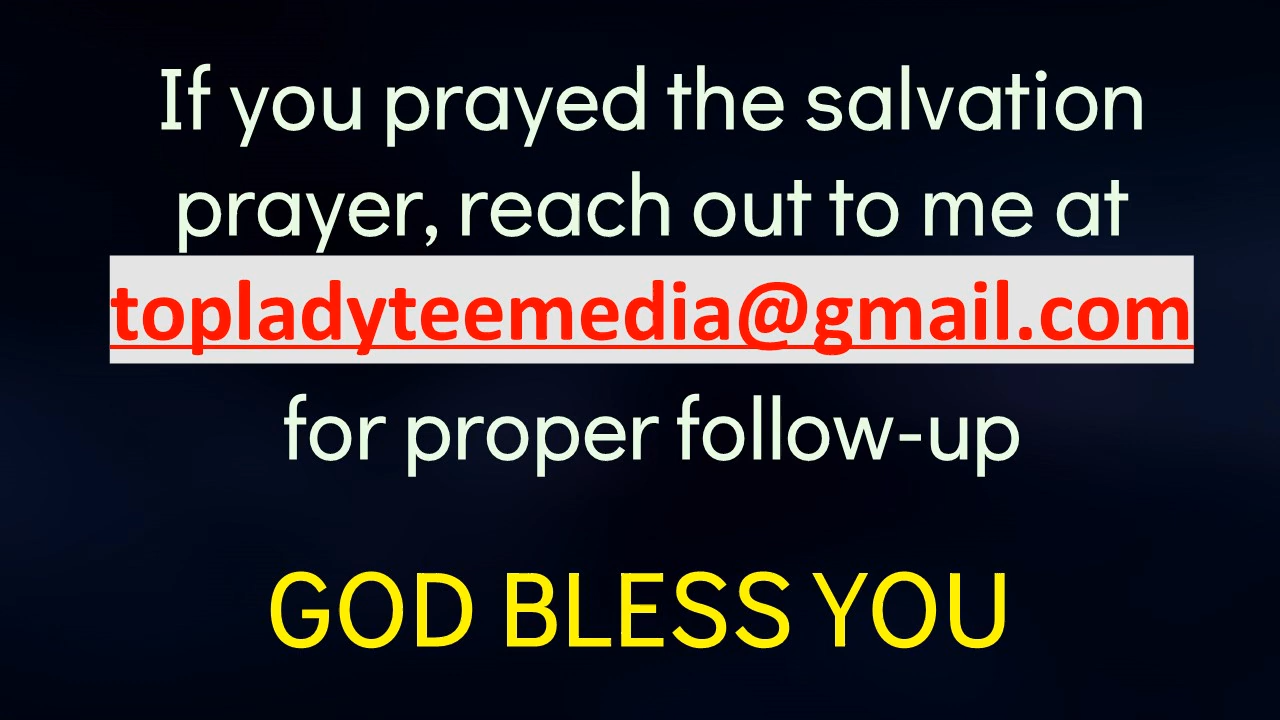 If you prayed the salvation
prayer, reach out to me at
topladyteemedia@gmail.com
for proper follow-up
GOD BLESS YOU